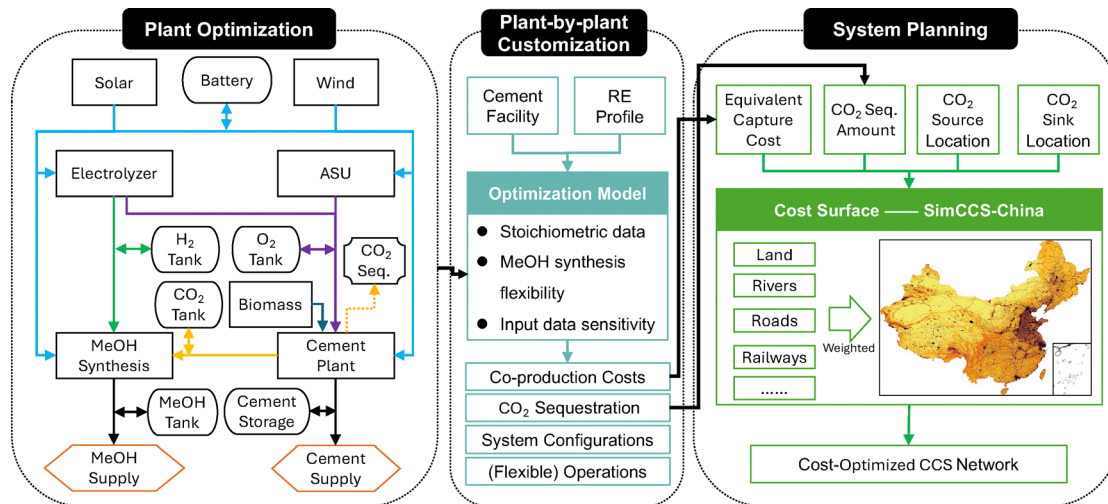 Plant Optimization
Solar
Battery
Wind
Electrolyzer
ASU
H2
Tank
O2
Tank
CO2
Seq.
CO2
Tank
Biomass
MeOH
Synthesis
Cement
Plant
MeOH
Tank
Cement
Storage
MeOH
Supply
Cement
Supply
Plant-by-plant
Customization
Cement
Facility
RE
Profile
Optimization Model
● Stoichiometric data
● MeOH synthesis
flexibility
● Input data sensitivity
Co-production Costs
CO2 Sequestration
System Configurations
(Flexible) Operations
System Planning
Equivalent
Capture
Cost
CO2 Seq.
Amount
CO2
Source
Location
CO2
Sink
Location
Cost Surface —— SimCCS-China
Land
Rivers
Roads
Railways
......
Weighted
Cost-Optimized CCS Network